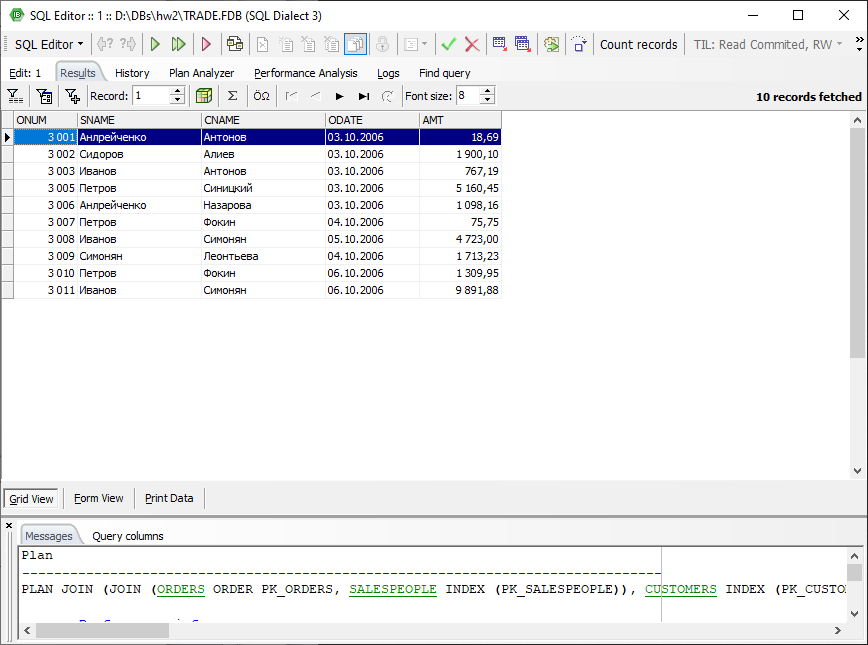 SQL Editor :: 1 :: D:\DBs\hw2\TRADE.FDB (SQL Dialect 3)
SQL Editor Count records TIL: Read Commited, RW
Edit: 1 Results History Plan Analyzer Performance Analysis Logs Find query
Record: 1 Σ ÖΩ Font size: 8 10 records fetched
ONUM SNAME CNAME ODATE AMT
3 001 Анлрейченко Антонов 03.10.2006 18,69
3 002 Сидоров Алиев 03.10.2006 1 900,10
3 003 Иванов Антонов 03.10.2006 767,19
3 005 Петров Синицкий 03.10.2006 5 160,45
3 006 Анлрейченко Назарова 03.10.2006 1 098,16
3 007 Петров Фокин 04.10.2006 75,75
3 008 Иванов Симонян 05.10.2006 4 723,00
3 009 Симонян Леонтьева 04.10.2006 1 713,23
3 010 Петров Фокин 06.10.2006 1 309,95
3 011 Иванов Симонян 06.10.2006 9 891,88
Grid View Form View Print Data
Messages Query columns
Plan
--------------------------------------------------------------------------------
PLAN JOIN (JOIN (ORDERS ORDER PK_ORDERS, SALESPEOPLE INDEX (PK_SALESPEOPLE)), CUSTOMERS INDEX (PK_CUSTO